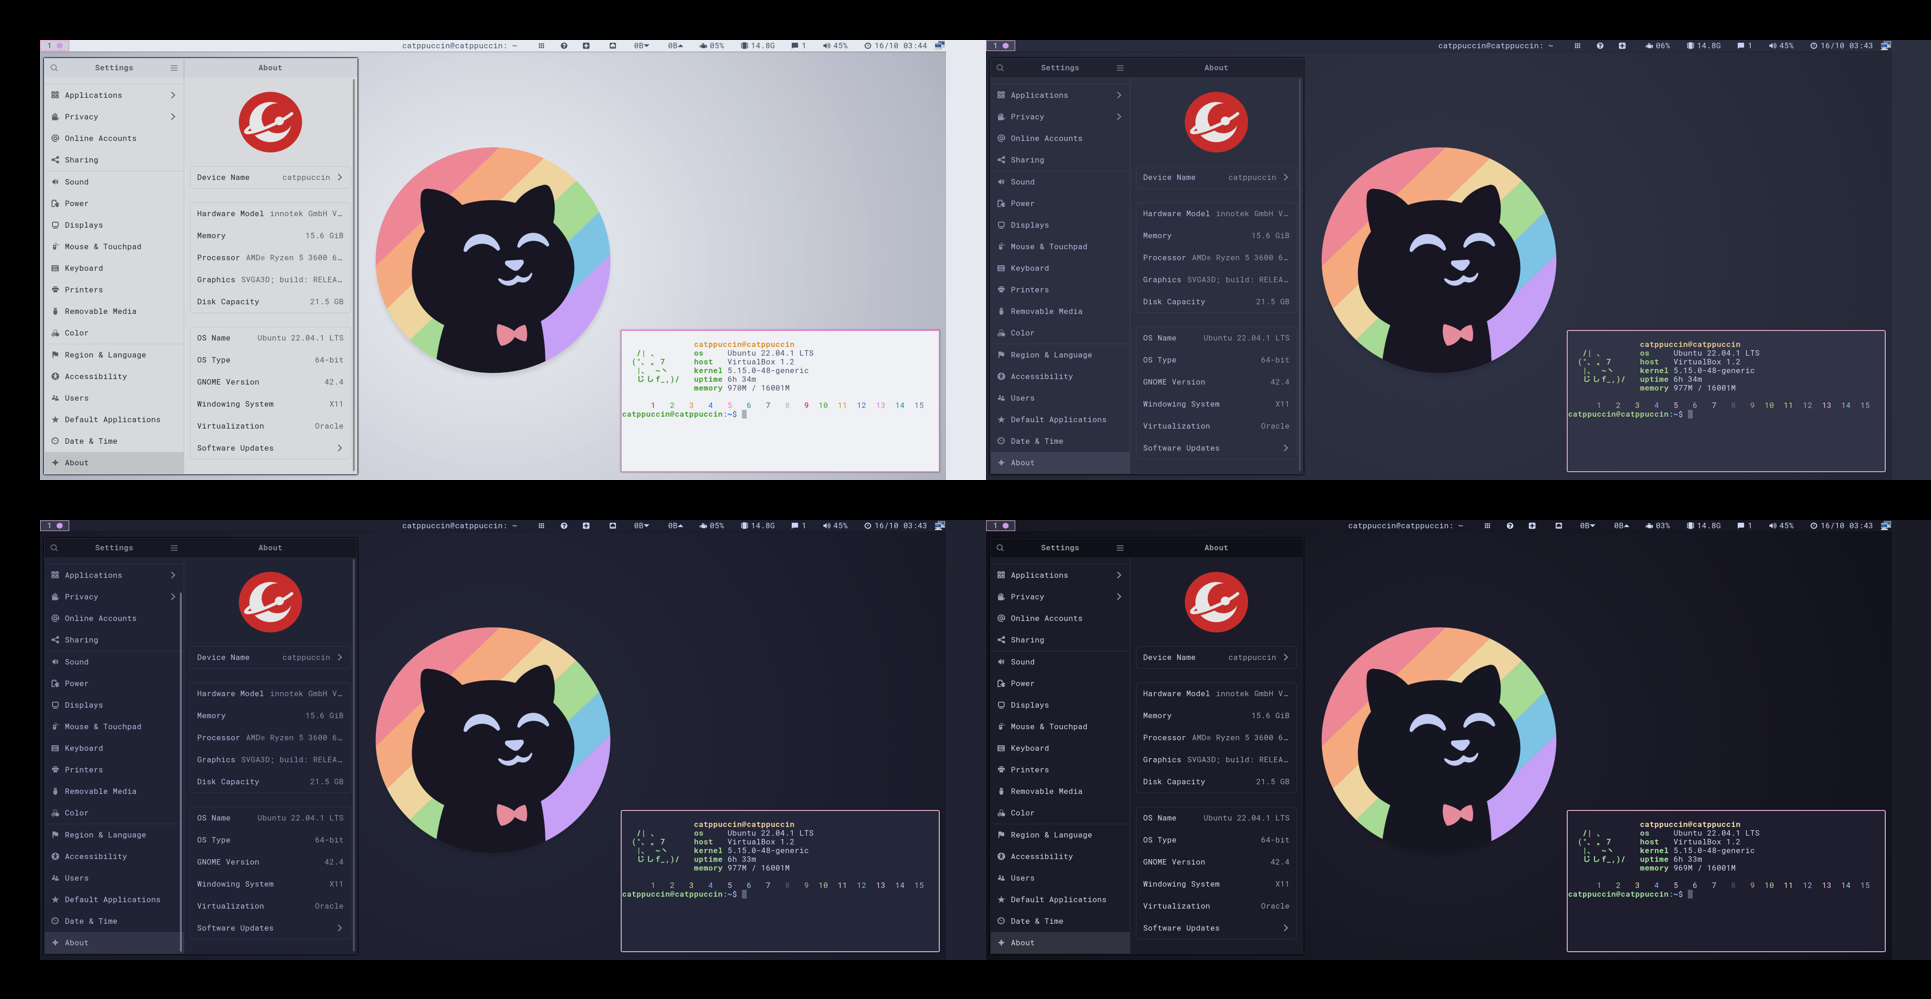 1 catppuccin@catppuccin: ~ 0B 0B 05% 14.8G 1 45% 16/10 03:44
Settings About
Applications
Privacy
Online Accounts
Sharing
Device Name catppuccin
Sound
Power
Hardware Model innotek GmbH V…
Displays
Memory 15.6 GiB
Mouse & Touchpad
Processor AMD® Ryzen 5 3600 6…
Keyboard
Graphics SVGA3D; build: RELEA…
Printers
Disk Capacity 21.5 GB
Removable Media
Color
OS Name Ubuntu 22.04.1 LTS
Region & Language
OS Type 64-bit
Accessibility
GNOME Version 42.4
Users
Windowing System X11
Default Applications
Virtualization Oracle
Date & Time
Software Updates
About
catppuccin@catppuccin
os Ubuntu 22.04.1 LTS
host VirtualBox 1.2
kernel 5.15.0-48-generic
uptime 6h 34m
memory 970M / 16001M
1 2 3 4 5 6 7 8 9 10 11 12 13 14 15
catppuccin@catppuccin:~$
1 catppuccin@catppuccin: ~ 06% 14.8G 1 45% 16/10 03:43
Settings About
Applications
Privacy
Online Accounts
Sharing
Device Name catppuccin
Sound
Power
Hardware Model innotek GmbH V…
Displays
Memory 15.6 GiB
Mouse & Touchpad
Processor AMD® Ryzen 5 3600 6…
Keyboard
Graphics SVGA3D; build: RELEA…
Printers
Disk Capacity 21.5 GB
Removable Media
Color
OS Name Ubuntu 22.04.1 LTS
Region & Language
OS Type 64-bit
Accessibility
GNOME Version 42.4
Users
Windowing System X11
Default Applications
Virtualization Oracle
Date & Time
Software Updates
About
catppuccin@catppuccin
os Ubuntu 22.04.1 LTS
host VirtualBox 1.2
kernel 5.15.0-48-generic
uptime 6h 34m
memory 977M / 16001M
1 2 3 4 5 6 7 8 9 10 11 12 13 14 15
catppuccin@catppuccin:~$
1 catppuccin@catppuccin: ~ 0B 0B 05% 14.8G 1 45% 16/10 03:43
Settings About
Applications
Privacy
Online Accounts
Sharing
Device Name catppuccin
Sound
Power
Hardware Model innotek GmbH V…
Displays
Memory 15.6 GiB
Mouse & Touchpad
Processor AMD® Ryzen 5 3600 6…
Keyboard
Graphics SVGA3D; build: RELEA…
Printers
Disk Capacity 21.5 GB
Removable Media
Color
OS Name Ubuntu 22.04.1 LTS
Region & Language
OS Type 64-bit
Accessibility
GNOME Version 42.4
Users
Windowing System X11
Default Applications
Virtualization Oracle
Date & Time
Software Updates
About
catppuccin@catppuccin
os Ubuntu 22.04.1 LTS
host VirtualBox 1.2
kernel 5.15.0-48-generic
uptime 6h 33m
memory 977M / 16001M
1 2 3 4 5 6 7 8 9 10 11 12 13 14 15
catppuccin@catppuccin:~$
1 catppuccin@catppuccin: ~ 0B 0B 03% 14.8G 1 45% 16/10 03:43
Settings About
Applications
Privacy
Online Accounts
Sharing
Device Name catppuccin
Sound
Power
Hardware Model innotek GmbH V…
Displays
Memory 15.6 GiB
Mouse & Touchpad
Processor AMD® Ryzen 5 3600 6…
Keyboard
Graphics SVGA3D; build: RELEA…
Printers
Disk Capacity 21.5 GB
Removable Media
Color
OS Name Ubuntu 22.04.1 LTS
Region & Language
OS Type 64-bit
Accessibility
GNOME Version 42.4
Users
Windowing System X11
Default Applications
Virtualization Oracle
Date & Time
Software Updates
About
catppuccin@catppuccin
os Ubuntu 22.04.1 LTS
host VirtualBox 1.2
kernel 5.15.0-48-generic
uptime 6h 33m
memory 969M / 16001M
1 2 3 4 5 6 7 8 9 10 11 12 13 14 15
catppuccin@catppuccin:~$